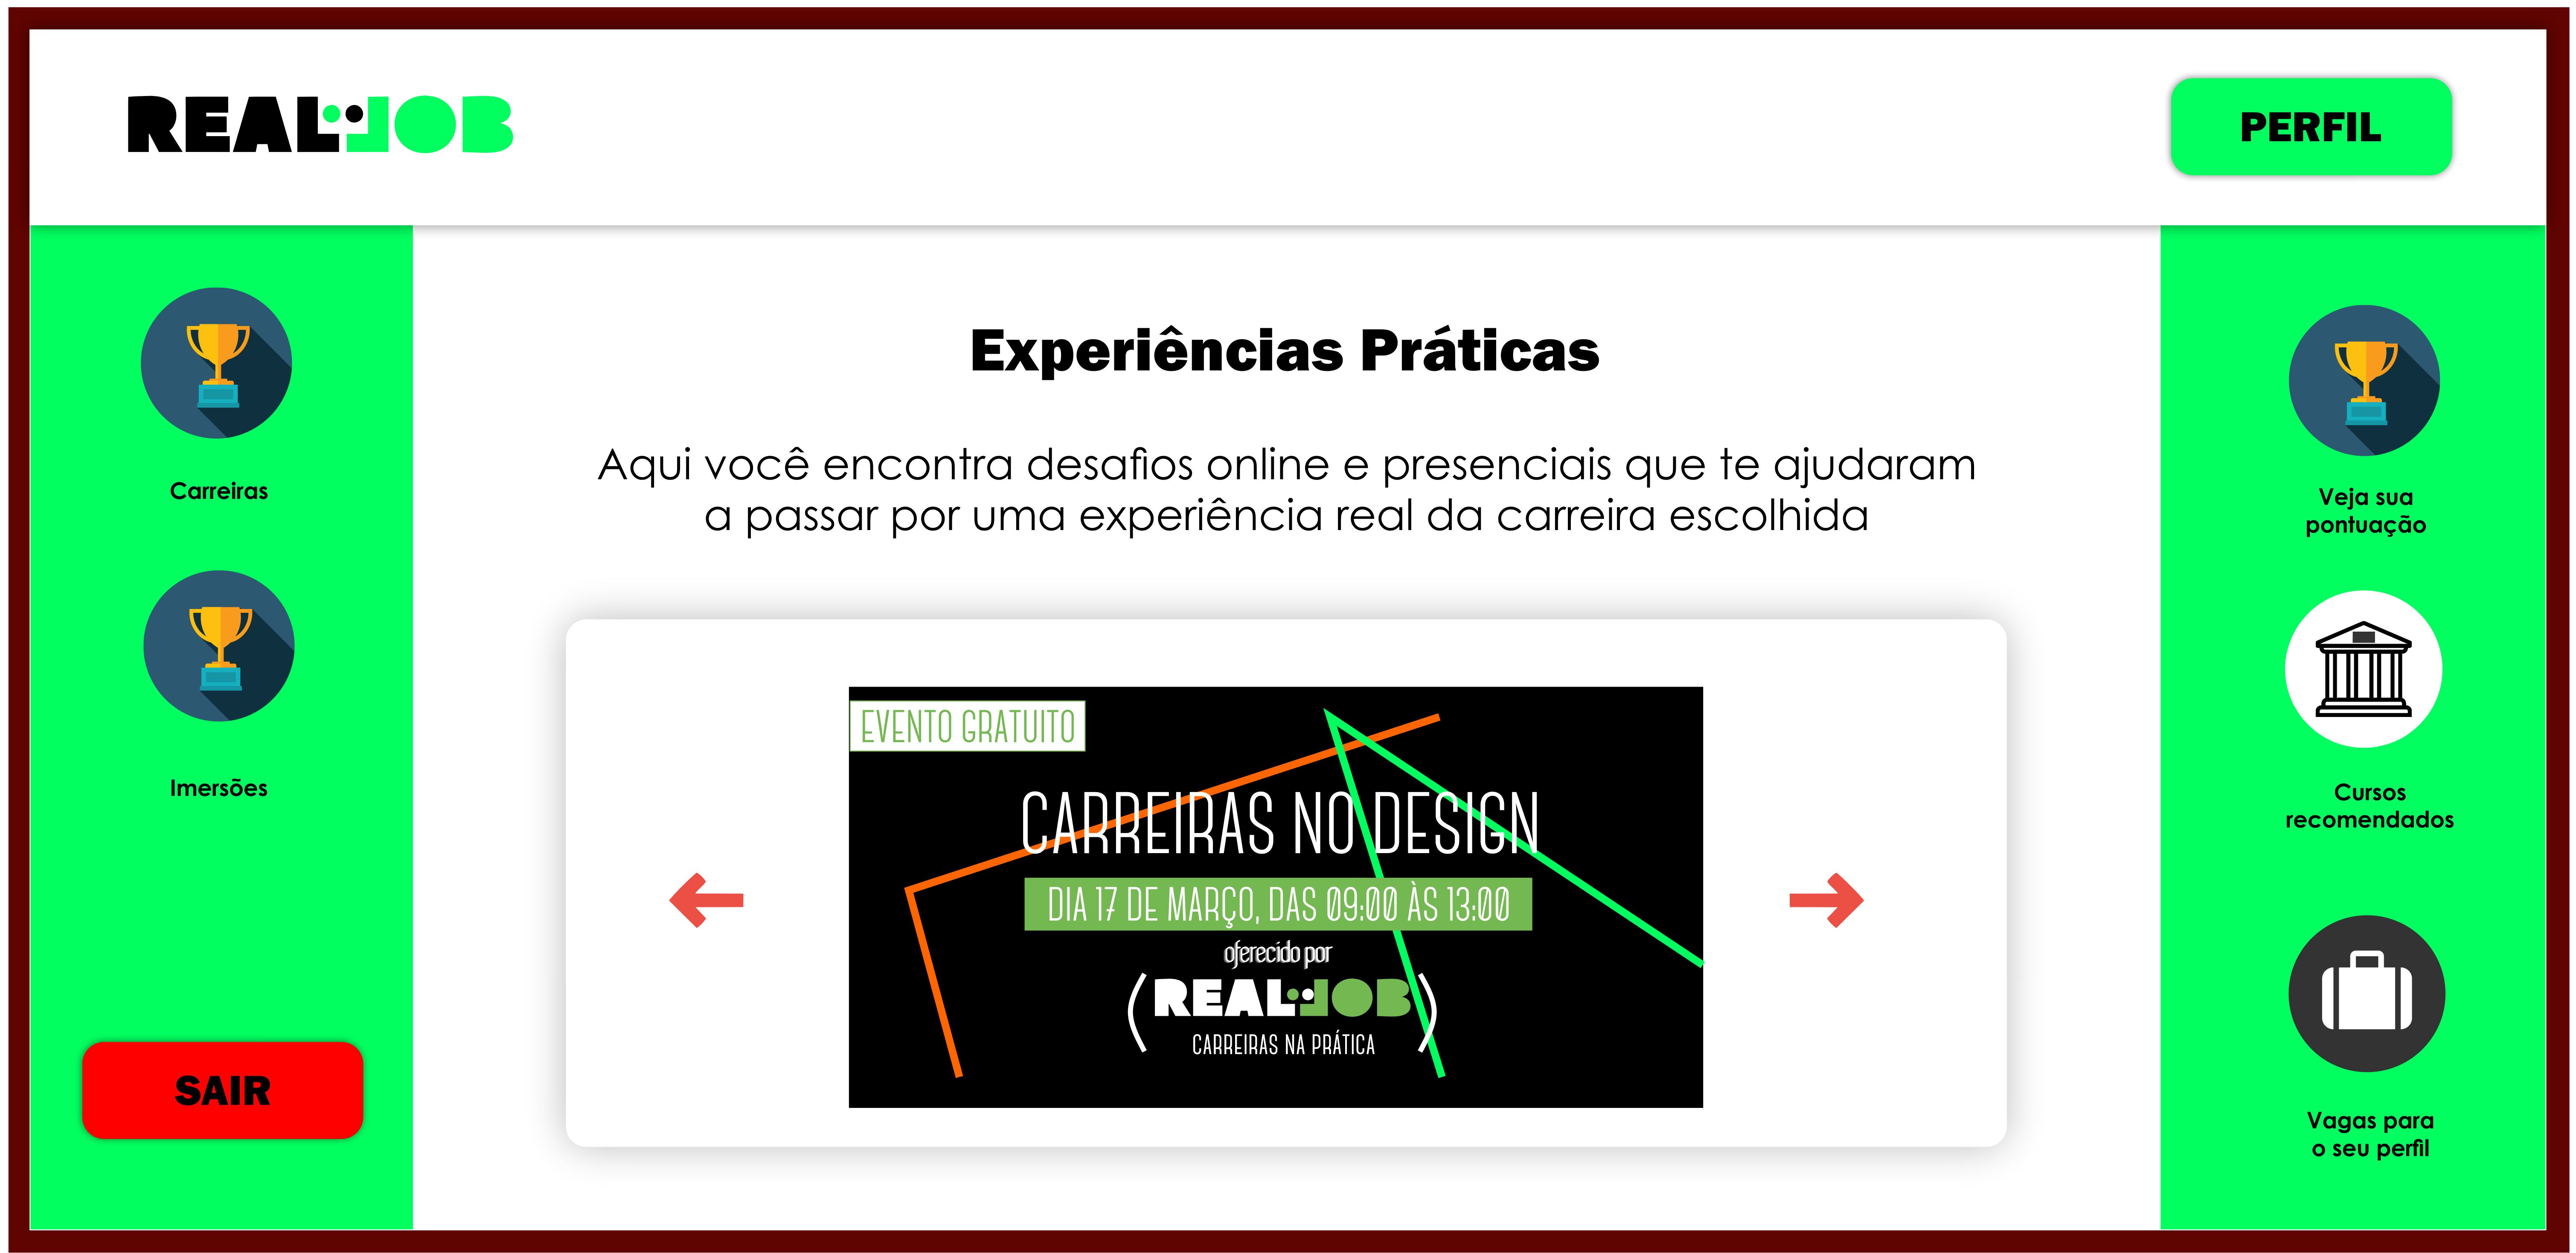 REAL JOB
PERFIL
Carreiras
Imersões
SAIR
Experiências Práticas
Aqui você encontra desafios online e presenciais que te ajudaram
a passar por uma experiência real da carreira escolhida
EVENTO GRATUITO
CARREIRAS NO DESIGN
DIA 17 DE MARÇO, DAS 09:00 ÀS 13:00
oferecido por
(REAL JOB)
CARREIRAS NA PRÁTICA
Veja sua
pontuação
Cursos
recomendados
Vagas para
o seu perfil